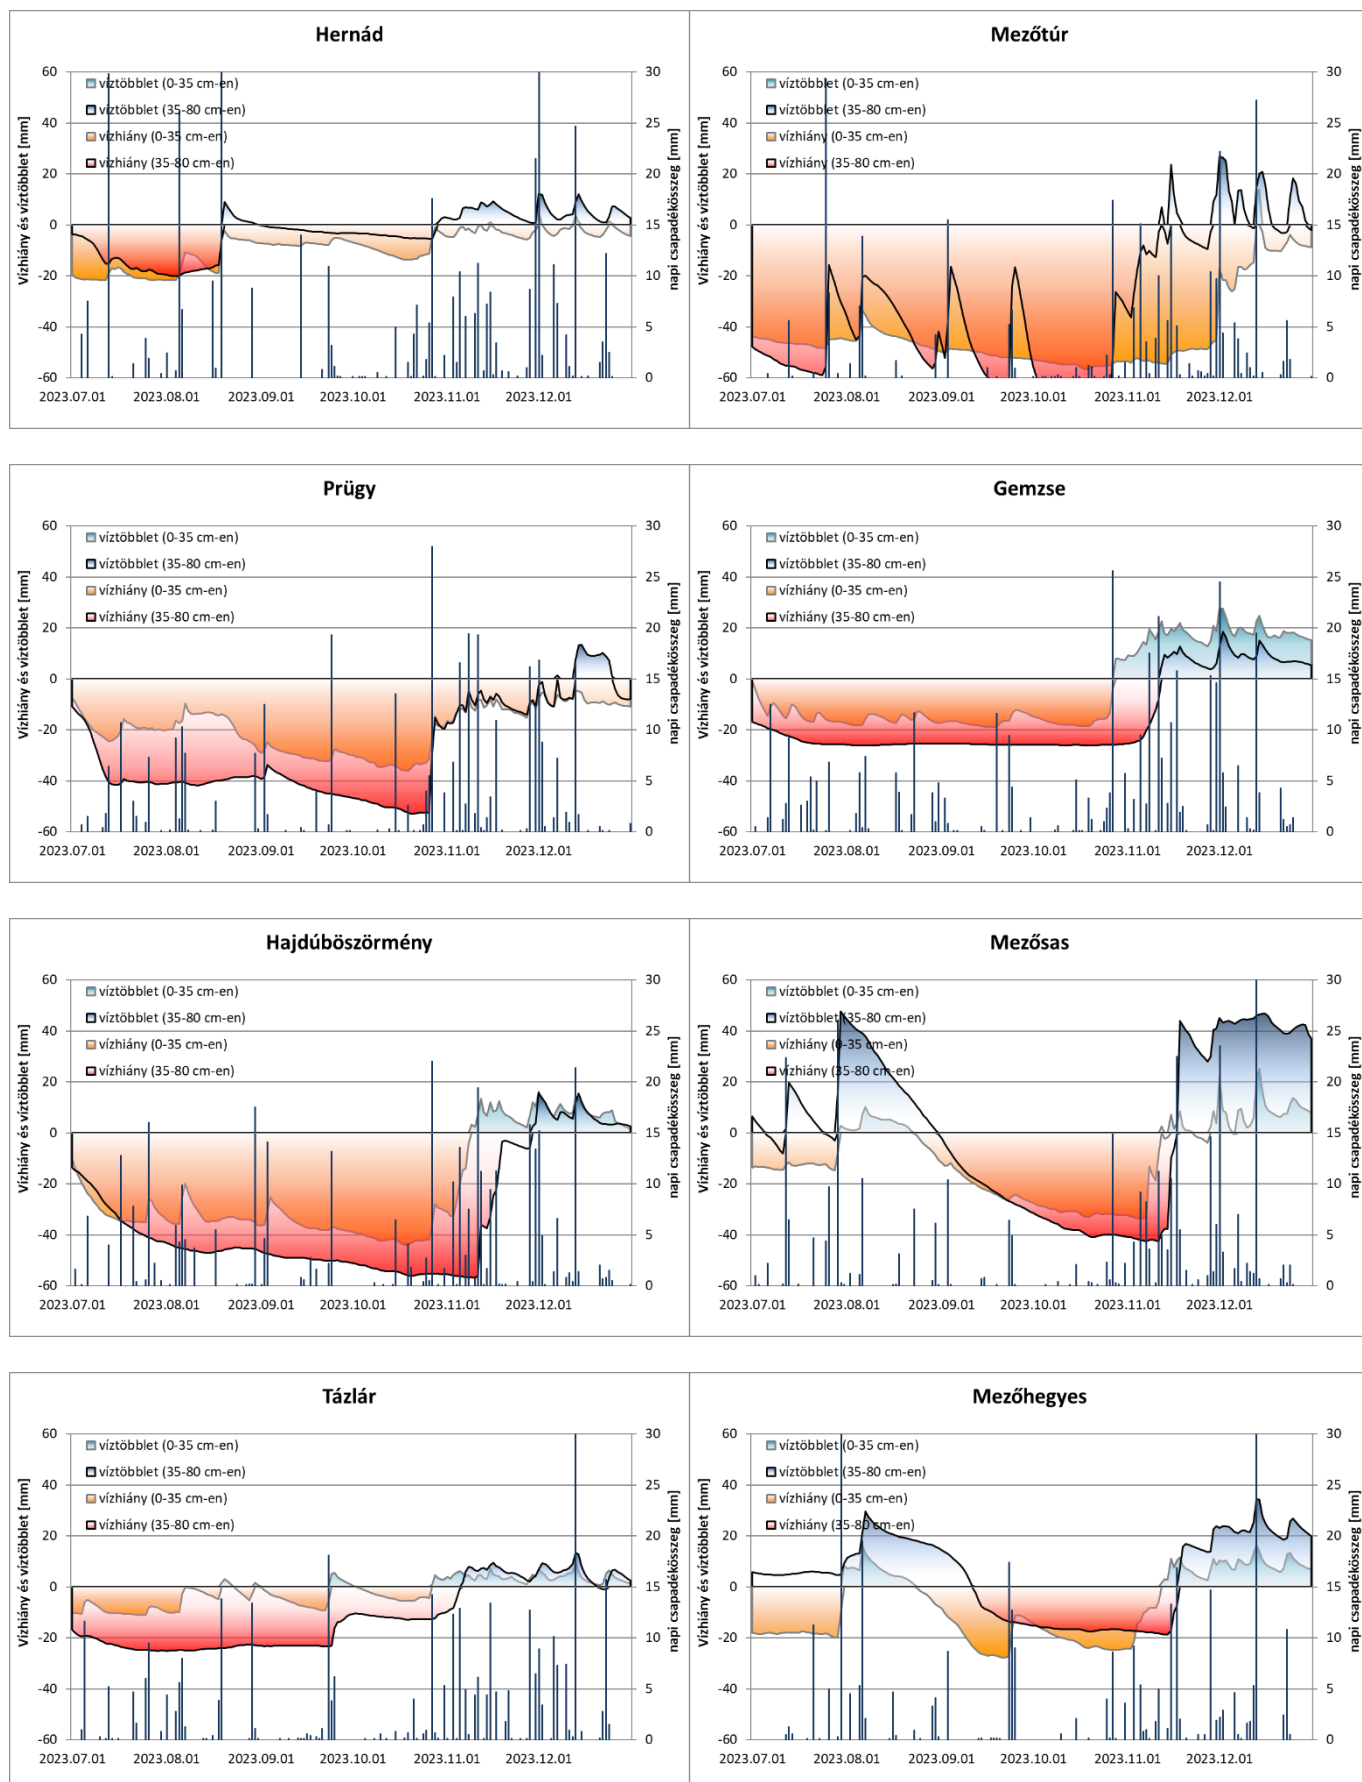 Hernád
Vízhiány és víztöbblet [mm]
60
40
20
0
-20
-40
-60
víztöbblet (0-35 cm-en)
víztöbblet (35-80 cm-en)
vízhiány (0-35 cm-en)
vízhiány (35-80 cm-en)
30
25
20
15
10
5
0
napi csapadékösszeg [mm]
2023.07.01 2023.08.01 2023.09.01 2023.10.01 2023.11.01 2023.12.01
Mezőtúr
Vízhiány és víztöbblet [mm]
60
40
20
0
-20
-40
-60
víztöbblet (0-35 cm-en)
víztöbblet (35-80 cm-en)
vízhiány (0-35 cm-en)
vízhiány (35-80 cm-en)
30
25
20
15
10
5
0
napi csapadékösszeg [mm]
2023.07.01 2023.08.01 2023.09.01 2023.10.01 2023.11.01 2023.12.01
Prügy
Vízhiány és víztöbblet [mm]
60
40
20
0
-20
-40
-60
víztöbblet (0-35 cm-en)
víztöbblet (35-80 cm-en)
vízhiány (0-35 cm-en)
vízhiány (35-80 cm-en)
30
25
20
15
10
5
0
napi csapadékösszeg [mm]
2023.07.01 2023.08.01 2023.09.01 2023.10.01 2023.11.01 2023.12.01
Gemzse
Vízhiány és víztöbblet [mm]
60
40
20
0
-20
-40
-60
víztöbblet (0-35 cm-en)
víztöbblet (35-80 cm-en)
vízhiány (0-35 cm-en)
vízhiány (35-80 cm-en)
30
25
20
15
10
5
0
napi csapadékösszeg [mm]
2023.07.01 2023.08.01 2023.09.01 2023.10.01 2023.11.01 2023.12.01
Hajdúböszörmény
Vízhiány és víztöbblet [mm]
60
40
20
0
-20
-40
-60
víztöbblet (0-35 cm-en)
víztöbblet (35-80 cm-en)
vízhiány (0-35 cm-en)
vízhiány (35-80 cm-en)
30
25
20
15
10
5
0
napi csapadékösszeg [mm]
2023.07.01 2023.08.01 2023.09.01 2023.10.01 2023.11.01 2023.12.01
Mezősas
Vízhiány és víztöbblet [mm]
60
40
20
0
-20
-40
-60
víztöbblet (0-35 cm-en)
víztöbblet (35-80 cm-en)
vízhiány (0-35 cm-en)
vízhiány (35-80 cm-en)
30
25
20
15
10
5
0
napi csapadékösszeg [mm]
2023.07.01 2023.08.01 2023.09.01 2023.10.01 2023.11.01 2023.12.01
Tázlár
Vízhiány és víztöbblet [mm]
60
40
20
0
-20
-40
-60
víztöbblet (0-35 cm-en)
víztöbblet (35-80 cm-en)
vízhiány (0-35 cm-en)
vízhiány (35-80 cm-en)
30
25
20
15
10
5
0
napi csapadékösszeg [mm]
2023.07.01 2023.08.01 2023.09.01 2023.10.01 2023.11.01 2023.12.01
Mezőhegyes
Vízhiány és víztöbblet [mm]
60
40
20
0
-20
-40
-60
víztöbblet (0-35 cm-en)
víztöbblet (35-80 cm-en)
vízhiány (0-35 cm-en)
vízhiány (35-80 cm-en)
30
25
20
15
10
5
0
napi csapadékösszeg [mm]
2023.07.01 2023.08.01 2023.09.01 2023.10.01 2023.11.01 2023.12.01